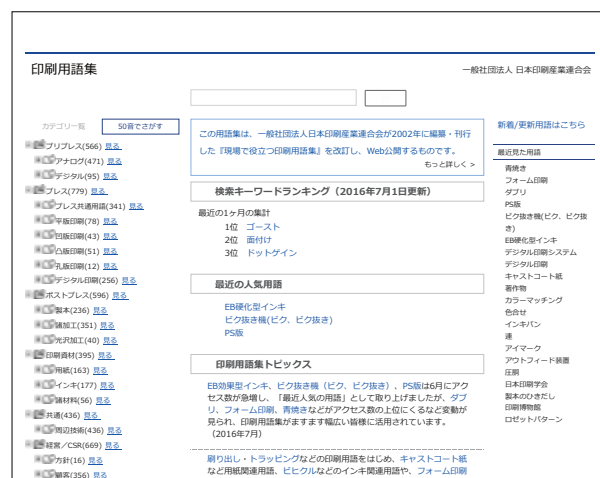 印刷用語集
一般社団法人 日本印刷産業連合会
カテゴリ一覧
50音でさがす
プリプレス(566) 見る
アナログ(471) 見る
デジタル(95) 見る
プレス(779) 見る
プレス共通用語(341) 見る
平版印刷(78) 見る
凹版印刷(43) 見る
凸版印刷(51) 見る
孔版印刷(12) 見る
デジタル印刷(256) 見る
ポストプレス(596) 見る
製本(236) 見る
諸加工(351) 見る
光沢加工(40) 見る
印刷資材(395) 見る
用紙(163) 見る
インキ(177) 見る
諸材料(56) 見る
共通(436) 見る
周辺技術(436) 見る
経営／CSR(669) 見る
方針(16) 見る
顧客(356) 見る
この用語集は、一般社団法人日本印刷産業連合会が2002年に編纂・刊行
した『現場で役立つ印刷用語集』を改訂し、Web公開するものです。
もっと詳しく >
検索キーワードランキング（2016年7月1日更新）
最近の1ヶ月の集計
1位 ゴースト
2位 面付け
3位 ドットゲイン
最近の人気用語
EB硬化型インキ
ピク抜き機(ピク、ピク抜き)
PS版
印刷用語集トピックス
EB効果型インキ、ピク抜き機（ピク、ピク抜き）、PS版は6月にアク
セス数が急増し、「最近人気の用語」として取り上げましたが、ダブ
リ、フォーム印刷、青焼きなどがアクセス数の上位にくるなど変動が
見られ、印刷用語集がますます幅広い皆様に活用されています。
（2016年7月）
刷り出し・トラッピングなどの印刷用語をはじめ、キャストコート紙
など用紙関連用語、ビヒクルなどのインキ関連用語や、フォーム印刷
新着/更新用語はこちら
最近見た用語
青焼き
フォーム印刷
ダブリ
PS版
ピク抜き機(ピク、ピク抜
き)
EB硬化型インキ
デジタル印刷システム
デジタル印刷
キャストコート紙
著作物
カラーマッチング
色合せ
インキパン
連
アイマーク
アウトフィード装置
圧胴
日本印刷学会
製本のひきだし
印刷博物館
ロゼットパターン